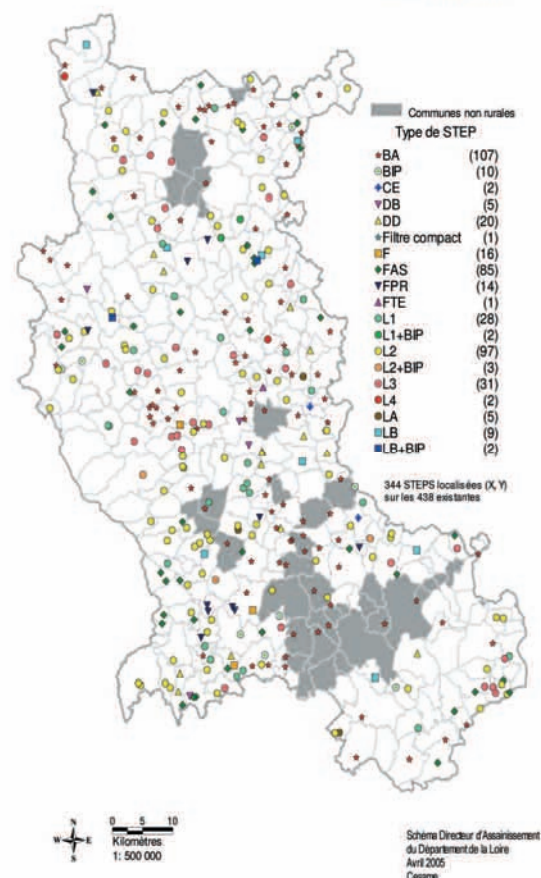 Communes non rurales
Type de STEP
BA (107)
BIP (10)
CE (2)
DB (5)
DD (20)
Filtre compact (1)
F (16)
FAS (85)
FPR (14)
FTE (1)
L1 (28)
L1+BIP (2)
L2 (97)
L2+BIP (3)
L3 (31)
L4 (2)
LA (5)
LB (9)
LB+BIP (2)
344 STEPS localisées (X, Y)
sur les 438 existantes
N
W E
S
0 5 10
Kilomètres
1: 500 000
Schéma Directeur d'Assainissement
du Département de la Loire
Avril 2005
Cesame